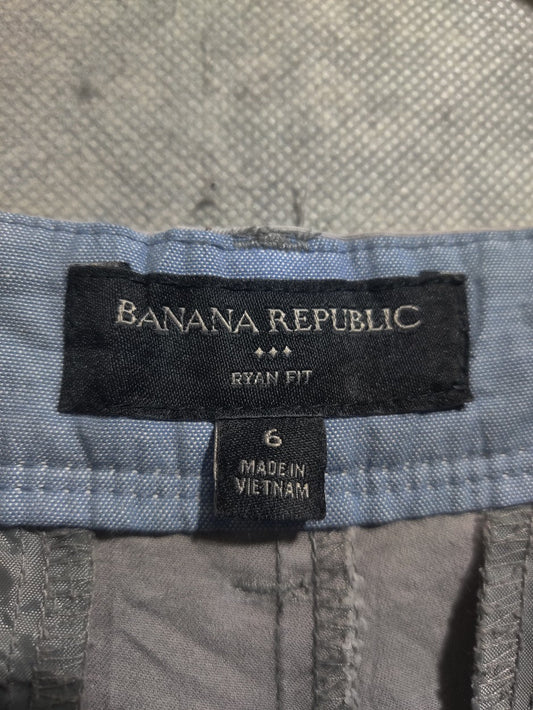 BANANA REPUBLIC
RYAN FIT
6
MADE IN
VIETNAM